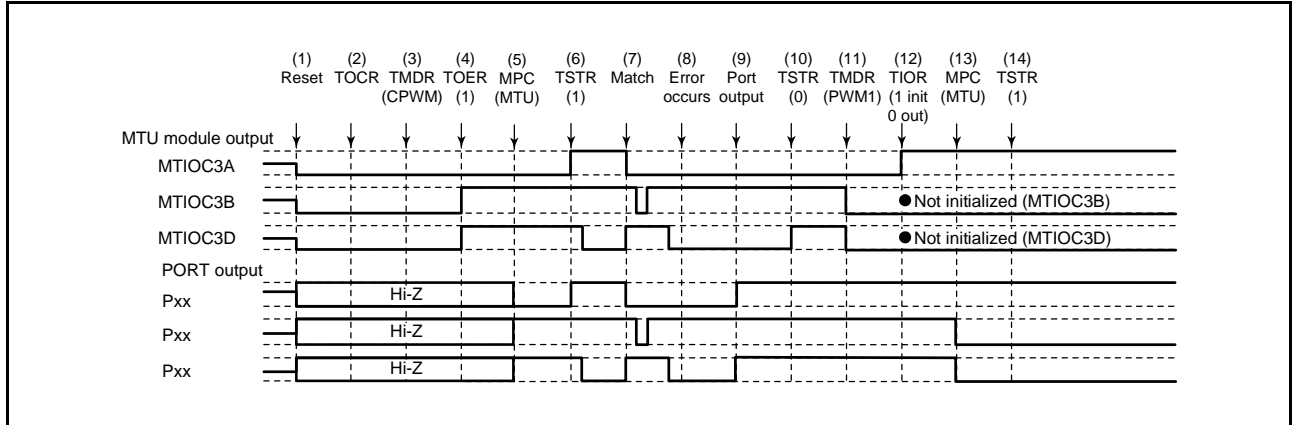 (1) (2) (3) (4) (5) (6) (7) (8) (9) (10) (11) (12) (13) (14)
Reset TOCR TMDR TOER MPC TSTR Match Error Port TSTR TMDR TIOR MPC TSTR
(CPWM) (1) (MTU) (1) occurs output (0) (PWM1) (1 init (MTU) (1)
0 out)
MTU module output
MTIOC3A
MTIOC3B
●Not initialized (MTIOC3B)
MTIOC3D
●Not initialized (MTIOC3D)
PORT output
Pxx
Hi-Z
Pxx
Hi-Z
Pxx
Hi-Z